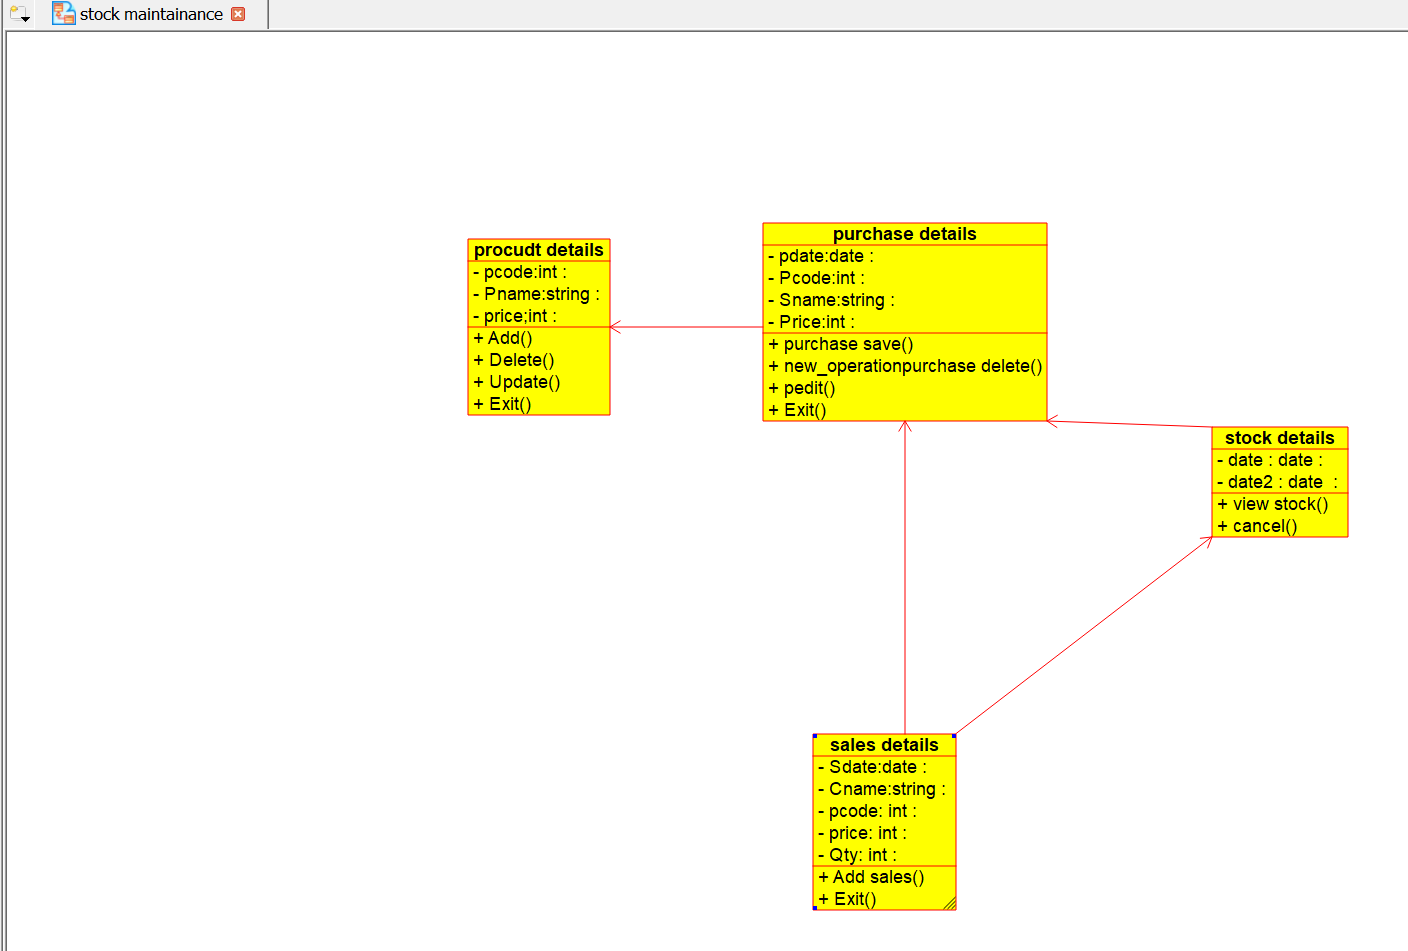 stock maintainance
procudt details
- pcode:int :
- Pname:string :
- price;int :
+ Add()
+ Delete()
+ Update()
+ Exit()
purchase details
- pdate:date :
- Pcode:int :
- Sname:string :
- Price:int :
+ purchase save()
+ new_operationpurchase delete()
+ pedit()
+ Exit()
stock details
- date : date :
- date2 : date  :
+ view stock()
+ cancel()
sales details
- Sdate:date :
- Cname:string :
- pcode: int :
- price: int :
- Qty: int :
+ Add sales()
+ Exit()